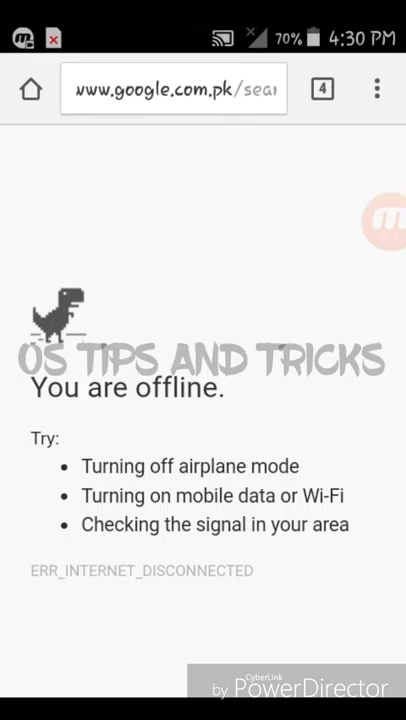 70% 4:30 PM
www.google.com.pk/sear
4
OS TIPS AND TRICKS
You are offline.
Try:
• Turning off airplane mode
• Turning on mobile data or Wi-Fi
• Checking the signal in your area
ERR_INTERNET_DISCONNECTED
CyberLink
by PowerDirector